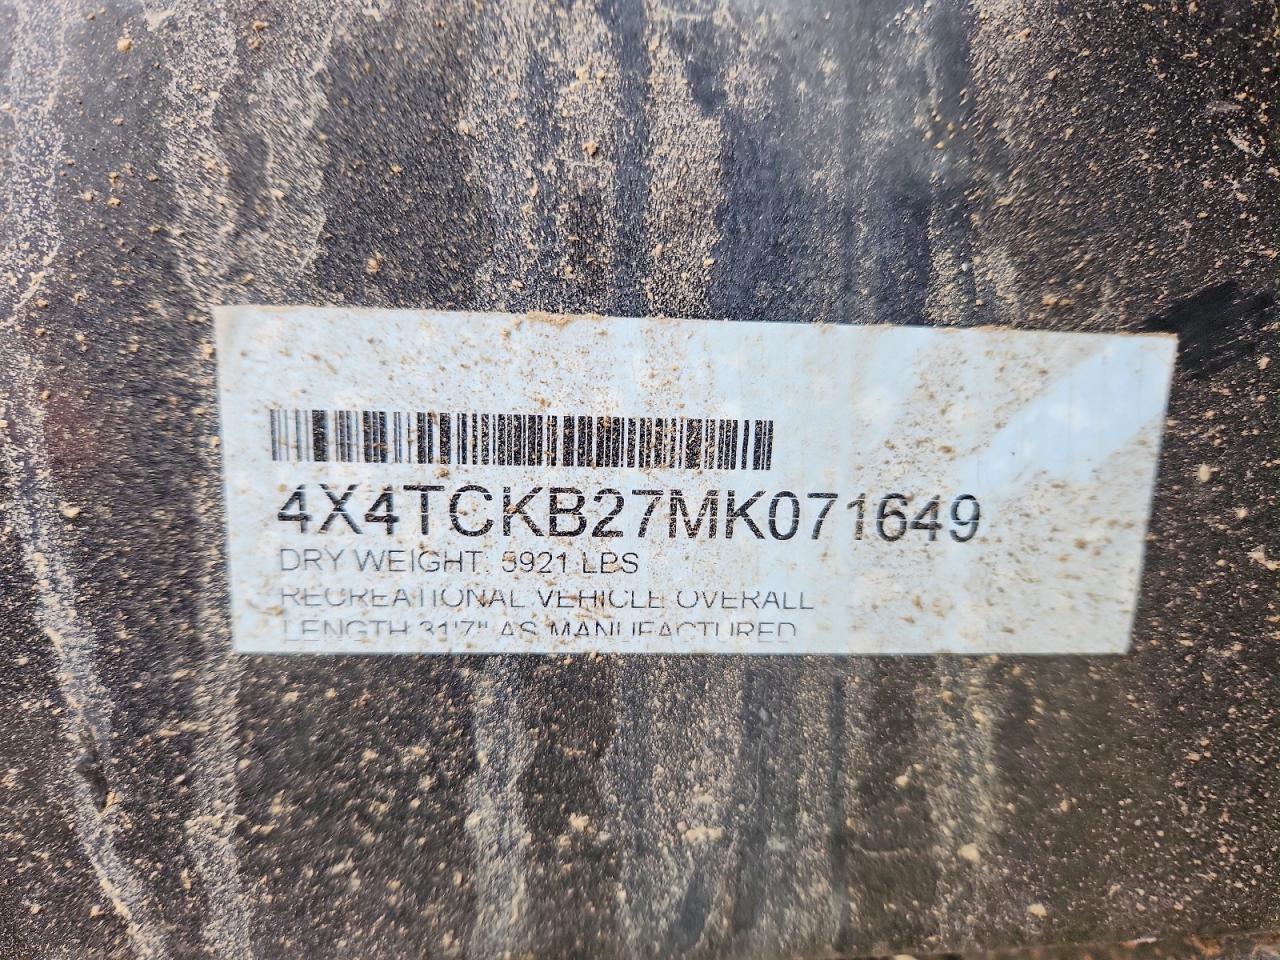 4X4TCKB27MK071649
DRY WEIGHT: 5921 LBS
RECREATIONAL VEHICLE OVERALL
LENGTH 31'7" AS MANUFACTURED